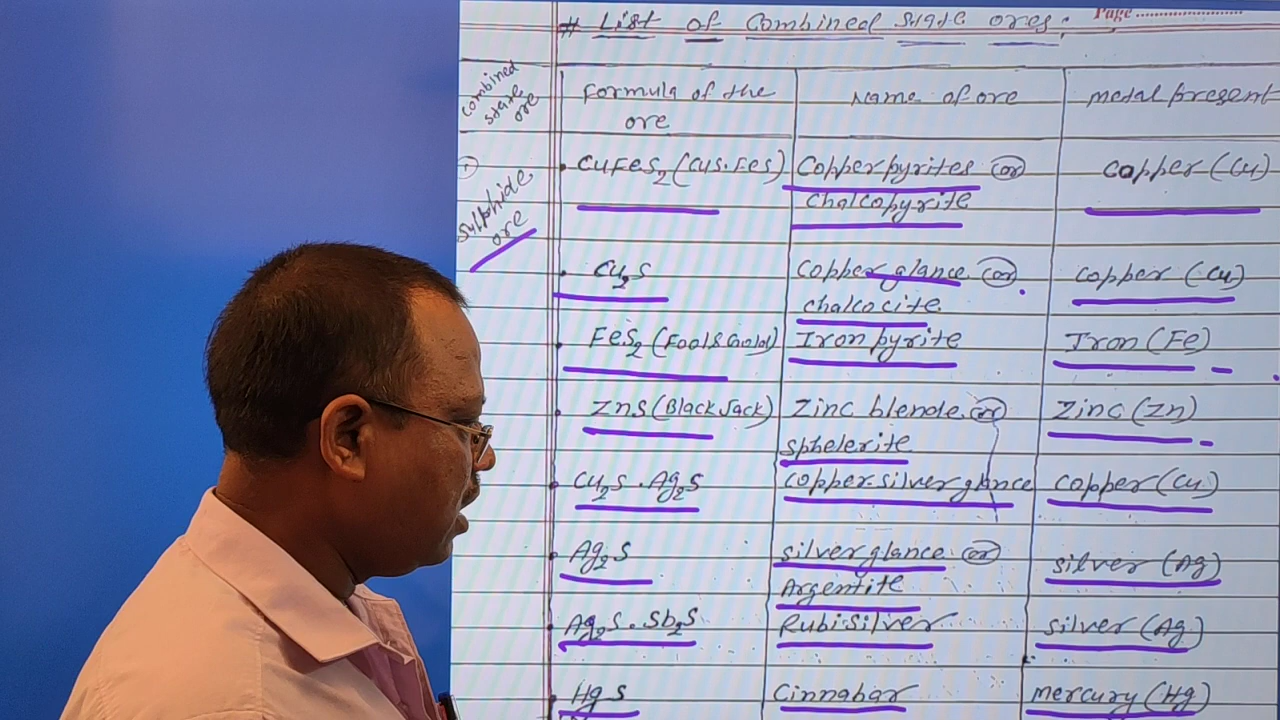 Page ........................
# List of Combined state ores:
Combined state ore
Formula of the ore
Name of ore
metal present
① Sulphide ore
CuFeS2 (CuS.FeS)
Copper pyrites or Chalcopyrite
Copper (Cu)
Cu2S
Copper glance or chalcocite
Copper (Cu)
FeS2 (Fool's Gold)
Iron pyrite
Iron (Fe)
ZnS (Black Jack)
Zinc blende or sphelerite
Zinc (Zn)
Cu2S . Ag2S
Copper silver glance
Copper (Cu)
Ag2S
silver glance or Argentite
silver (Ag)
Ag2S . Sb2S
Rubi silver
silver (Ag)
HgS
Cinnabar
mercury (Hg)